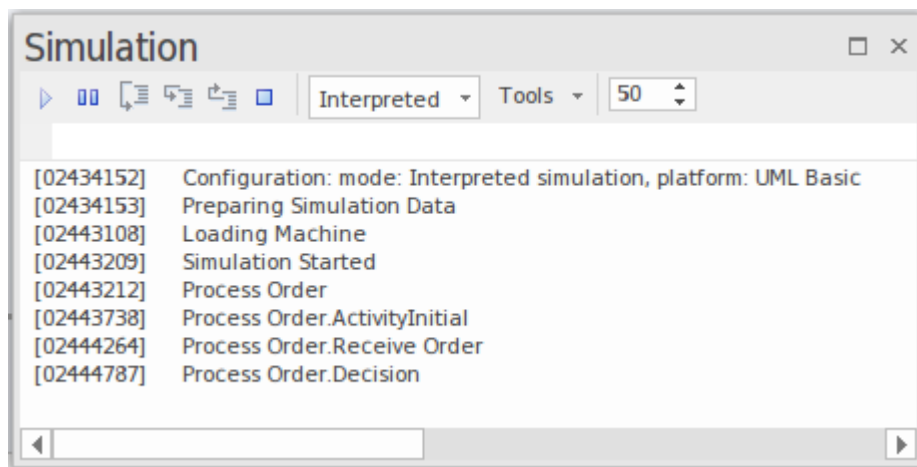 Simulation
Interpreted Tools 50
[02434152] Configuration: mode: Interpreted simulation, platform: UML Basic
[02434153] Preparing Simulation Data
[02443108] Loading Machine
[02443209] Simulation Started
[02443212] Process Order
[02443738] Process Order.ActivityInitial
[02444264] Process Order.Receive Order
[02444787] Process Order.Decision